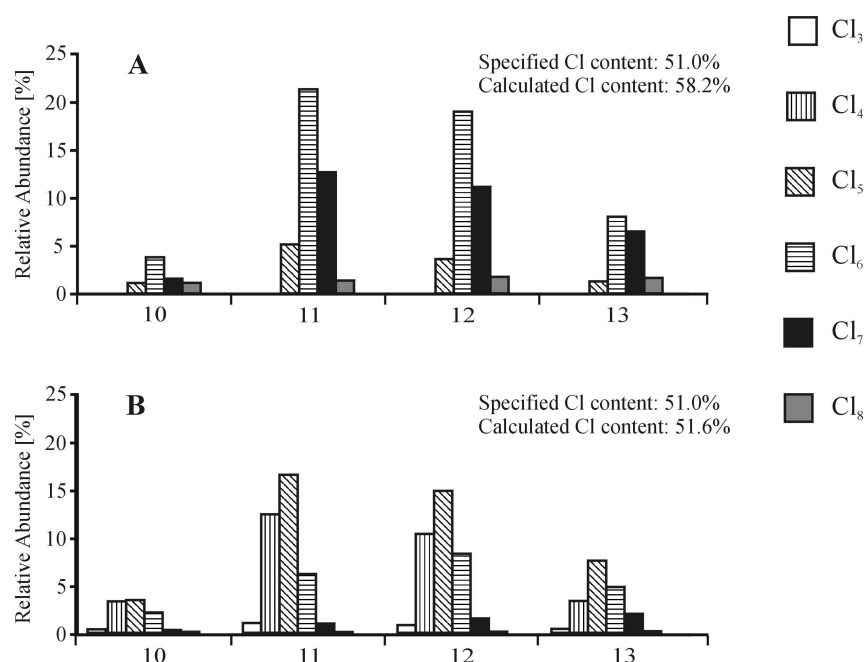 A
Specified Cl content: 51.0%
Calculated Cl content: 58.2%
Relative Abundance [%]
25
20
15
10
5
0
10 11 12 13
B
Specified Cl content: 51.0%
Calculated Cl content: 51.6%
Relative Abundance [%]
25
20
15
10
5
0
10 11 12 13
Cl₃
Cl₄
Cl₅
Cl₆
Cl₇
Cl₈